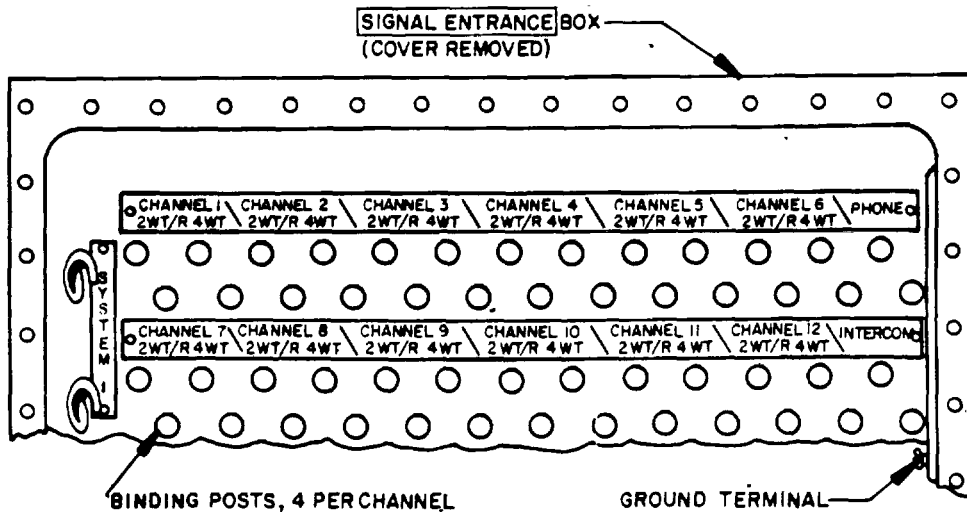 SIGNAL ENTRANCE BOX
(COVER REMOVED)
CHANNEL 1 \ CHANNEL 2 \ CHANNEL 3 \ CHANNEL 4 \ CHANNEL 5 \ CHANNEL 6 \ PHONE
2WT/R 4WT \ 2WT/R 4WT \ 2WT/R 4WT \ 2WT/R 4WT \ 2WT/R 4WT \ 2WT/R 4WT
SYSTEM 1
CHANNEL 7 \ CHANNEL 8 \ CHANNEL 9 \ CHANNEL 10 \ CHANNEL 11 \ CHANNEL 12 \ INTERCOM
2WT/R 4WT \ 2WT/R 4WT \ 2WT/R 4WT \ 2WT/R 4WT \ 2WT/R 4WT \ 2WT/R 4WT
BINDING POSTS, 4 PER CHANNEL
GROUND TERMINAL